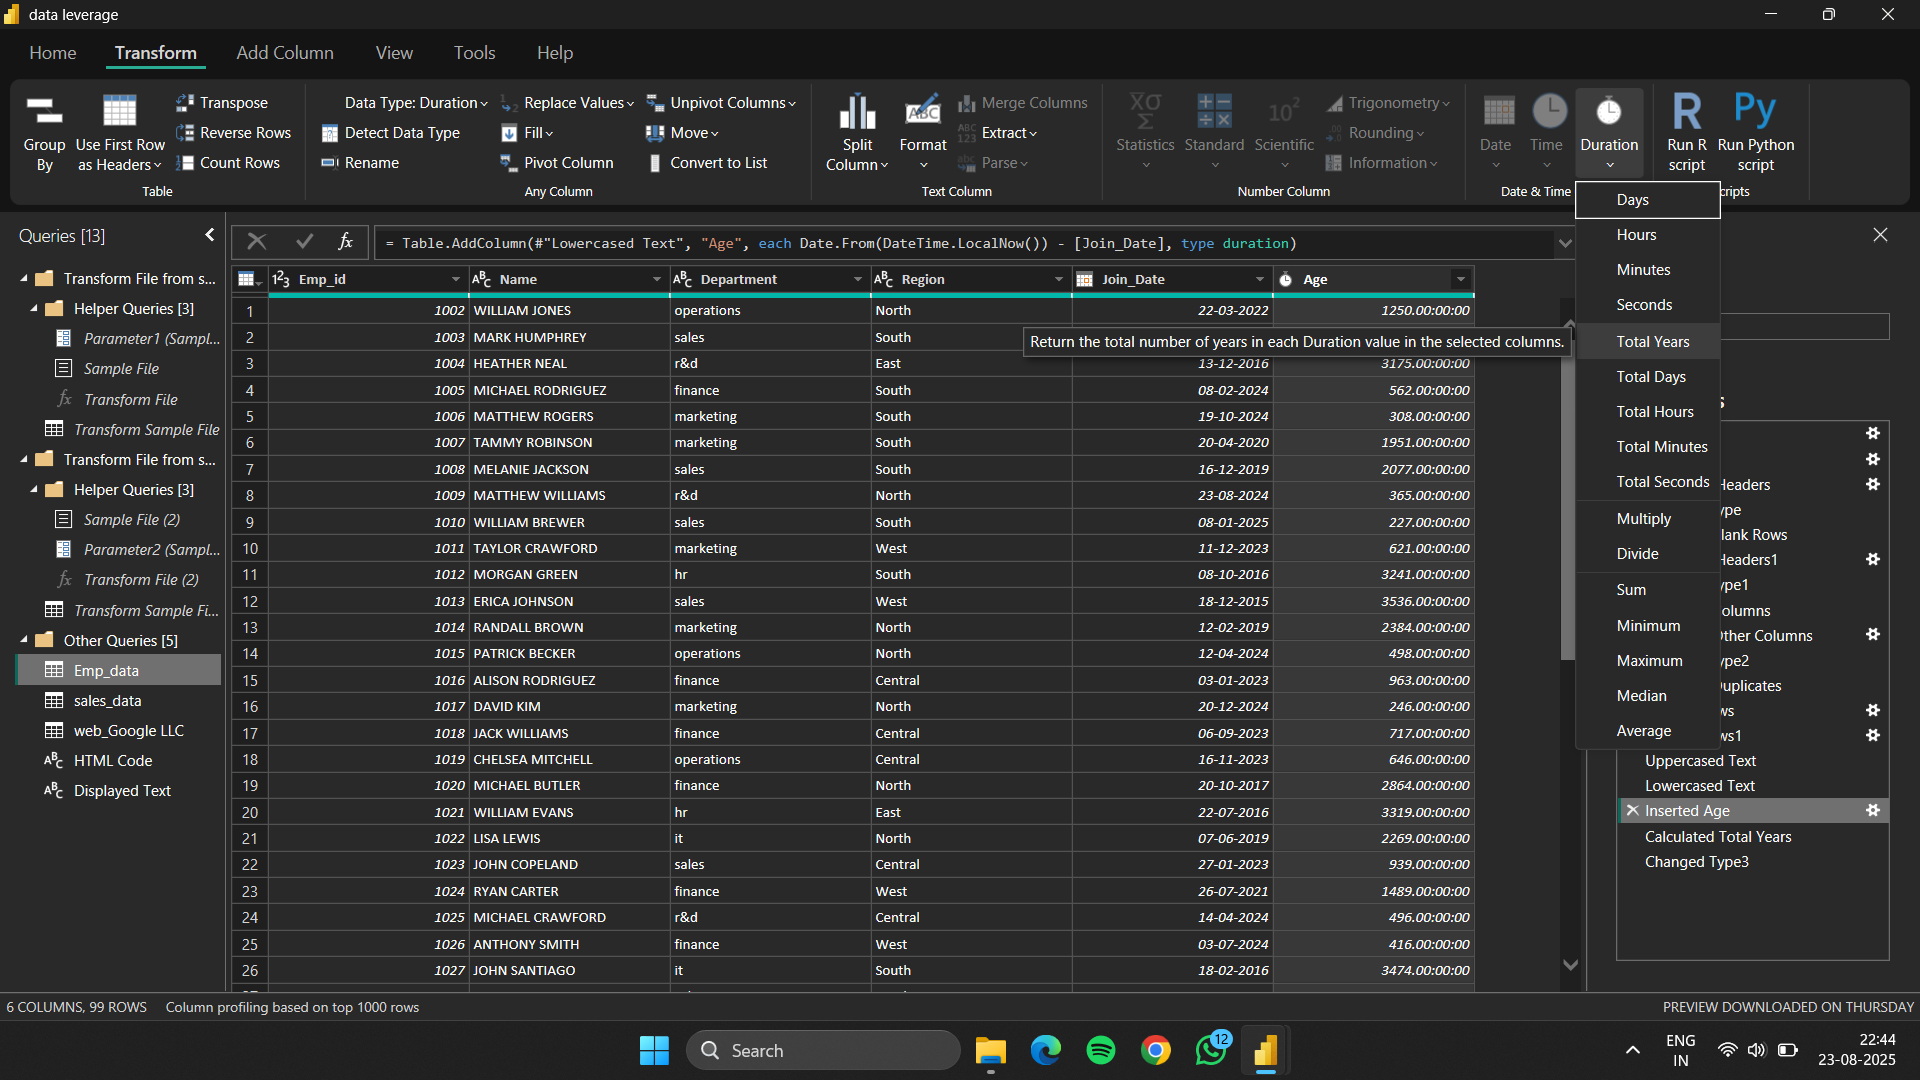 data leverage
Home Transform Add Column View Tools Help
Group By
Use First Row as Headers
Transpose
Reverse Rows
Count Rows
Table
Data Type: Duration
Detect Data Type
Rename
Replace Values
Fill
Pivot Column
Unpivot Columns
Move
Convert to List
Any Column
Split Column
Format
ABC
Merge Columns
ABC 123 Extract
abc Parse
Text Column
Statistics
Standard
10² Scientific
Trigonometry
Rounding
Information
Number Column
Date
Time
Duration
Date & Time
R Run R script
Py Run Python script
cripts
Days
Hours
Minutes
Seconds
Total Years
Total Days
Total Hours
Total Minutes
Total Seconds
Multiply
Divide
Sum
Minimum
Maximum
Median
Average
Return the total number of years in each Duration value in the selected columns.
Queries [13]
Transform File from s...
Helper Queries [3]
Parameter1 (Sampl...
Sample File
fx Transform File
Transform Sample File
Transform File from s...
Helper Queries [3]
Sample File (2)
Parameter2 (Sampl...
fx Transform File (2)
Transform Sample Fi...
Other Queries [5]
Emp_data
sales_data
web_Google LLC
ABC HTML Code
ABC Displayed Text
fx = Table.AddColumn(#"Lowercased Text", "Age", each Date.From(DateTime.LocalNow()) - [Join_Date], type duration)
123 Emp_id ABC Name ABC Department ABC Region Join_Date Age
1 1002 WILLIAM JONES operations North 22-03-2022 1250.00:00:00
2 1003 MARK HUMPHREY sales South
3 1004 HEATHER NEAL r&d East 13-12-2016 3175.00:00:00
4 1005 MICHAEL RODRIGUEZ finance South 08-02-2024 562.00:00:00
5 1006 MATTHEW ROGERS marketing South 19-10-2024 308.00:00:00
6 1007 TAMMY ROBINSON marketing South 20-04-2020 1951.00:00:00
7 1008 MELANIE JACKSON sales South 16-12-2019 2077.00:00:00
8 1009 MATTHEW WILLIAMS r&d North 23-08-2024 365.00:00:00
9 1010 WILLIAM BREWER sales South 08-01-2025 227.00:00:00
10 1011 TAYLOR CRAWFORD marketing West 11-12-2023 621.00:00:00
11 1012 MORGAN GREEN hr South 08-10-2016 3241.00:00:00
12 1013 ERICA JOHNSON sales West 18-12-2015 3536.00:00:00
13 1014 RANDALL BROWN marketing North 12-02-2019 2384.00:00:00
14 1015 PATRICK BECKER operations North 12-04-2024 498.00:00:00
15 1016 ALISON RODRIGUEZ finance Central 03-01-2023 963.00:00:00
16 1017 DAVID KIM marketing North 20-12-2024 246.00:00:00
17 1018 JACK WILLIAMS finance Central 06-09-2023 717.00:00:00
18 1019 CHELSEA MITCHELL operations Central 16-11-2023 646.00:00:00
19 1020 MICHAEL BUTLER finance North 20-10-2017 2864.00:00:00
20 1021 WILLIAM EVANS hr East 22-07-2016 3319.00:00:00
21 1022 LISA LEWIS it North 07-06-2019 2269.00:00:00
22 1023 JOHN COPELAND sales Central 27-01-2023 939.00:00:00
23 1024 RYAN CARTER finance West 26-07-2021 1489.00:00:00
24 1025 MICHAEL CRAWFORD r&d Central 14-04-2024 496.00:00:00
25 1026 ANTHONY SMITH finance West 03-07-2024 416.00:00:00
26 1027 JOHN SANTIAGO it South 18-02-2016 3474.00:00:00
Headers
ype
lank Rows
Headers1
ype1
olumns
Other Columns
ype2
uplicates
ws
ws1
Uppercased Text
Lowercased Text
Inserted Age
Calculated Total Years
Changed Type3
6 COLUMNS, 99 ROWS Column profiling based on top 1000 rows
PREVIEW DOWNLOADED ON THURSDAY
Search
12
ENG
IN
22:44
23-08-2025